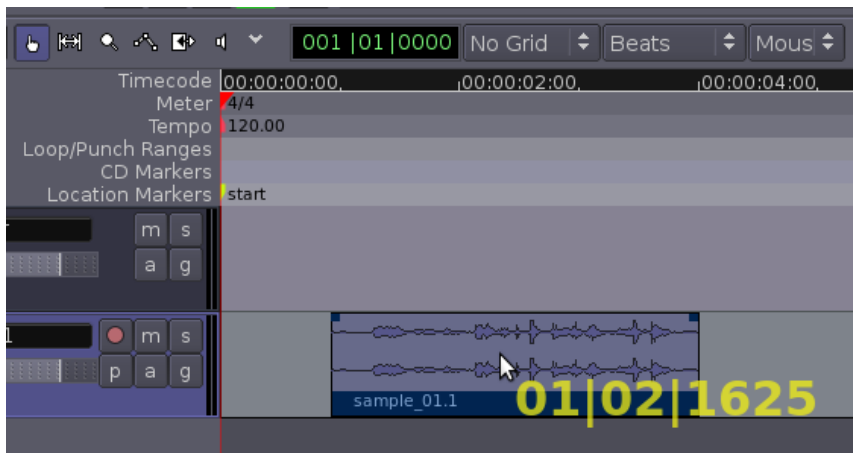 001 |01 |0000 No Grid Beats Mous
Timecode 00:00:00:00 00:00:02:00 00:00:04:00
Meter 4/4
Tempo 120.00
Loop/Punch Ranges
CD Markers
Location Markers start
m s
a g
1 m s
p a g
sample_01.1 01|02|1625